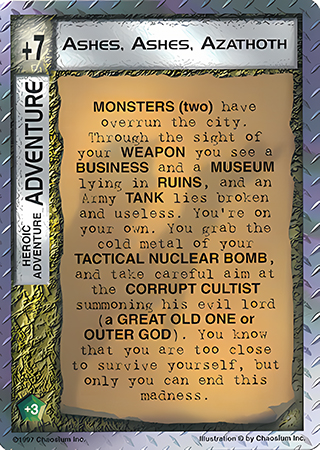 +7
ASHES, ASHES, AZATHOTH
HEROIC
ADVENTURE
ADVENTURE
MONSTERS (two) have
overrun the city.
Through the sight of
your WEAPON you see a
BUSINESS and a MUSEUM
lying in RUINS, and an
Army TANK lies broken
and useless. You're on
your own. You grab the
cold metal of your
TACTICAL NUCLEAR BOMB,
and take careful aim at
the CORRUPT CULTIST
summoning his evil lord
(a GREAT OLD ONE or
OUTER GOD). You know
that you are too close
to survive yourself, but
only you can end this
madness.
+3
©1997 Chaosium Inc.
Illustration © by Chaosium Inc.